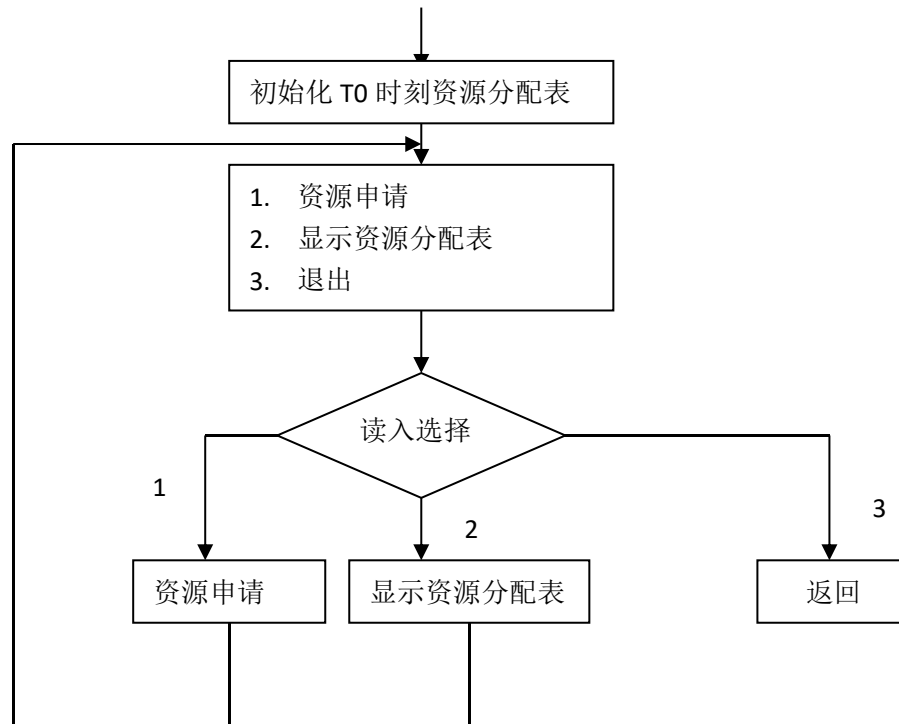 初始化 T0 时刻资源分配表
1. 资源申请
2. 显示资源分配表
3. 退出
读入选择
1
2
3
资源申请
显示资源分配表
返回